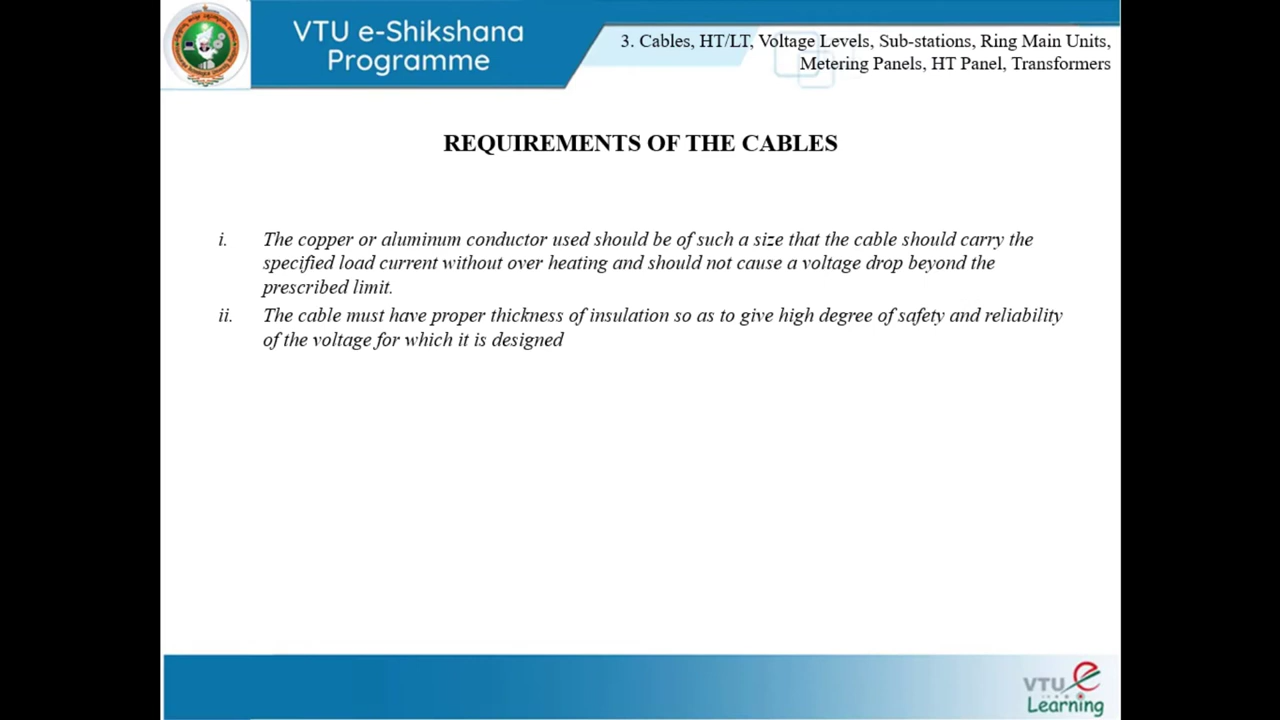 VTU e-Shikshana
Programme
3. Cables, HT/LT, Voltage Levels, Sub-stations, Ring Main Units,
Metering Panels, HT Panel, Transformers
REQUIREMENTS OF THE CABLES
i. The copper or aluminum conductor used should be of such a size that the cable should carry the
specified load current without over heating and should not cause a voltage drop beyond the
prescribed limit.
ii. The cable must have proper thickness of insulation so as to give high degree of safety and reliability
of the voltage for which it is designed
VTU e
Learning